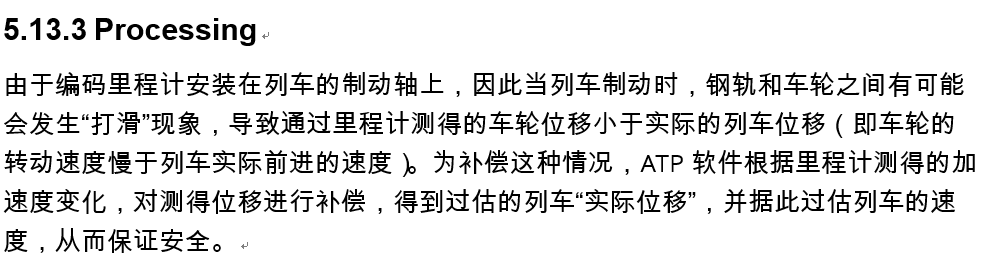 5.13.3 Processing
由于编码里程计安装在列车的制动轴上，因此当列车制动时，钢轨和车轮之间有可能
会发生“打滑”现象，导致通过里程计测得的车轮位移小于实际的列车位移（即车轮的
转动速度慢于列车实际前进的速度）。为补偿这种情况，ATP 软件根据里程计测得的加
速度变化，对测得位移进行补偿，得到过估的列车“实际位移”，并据此过估列车的速
度，从而保证安全。